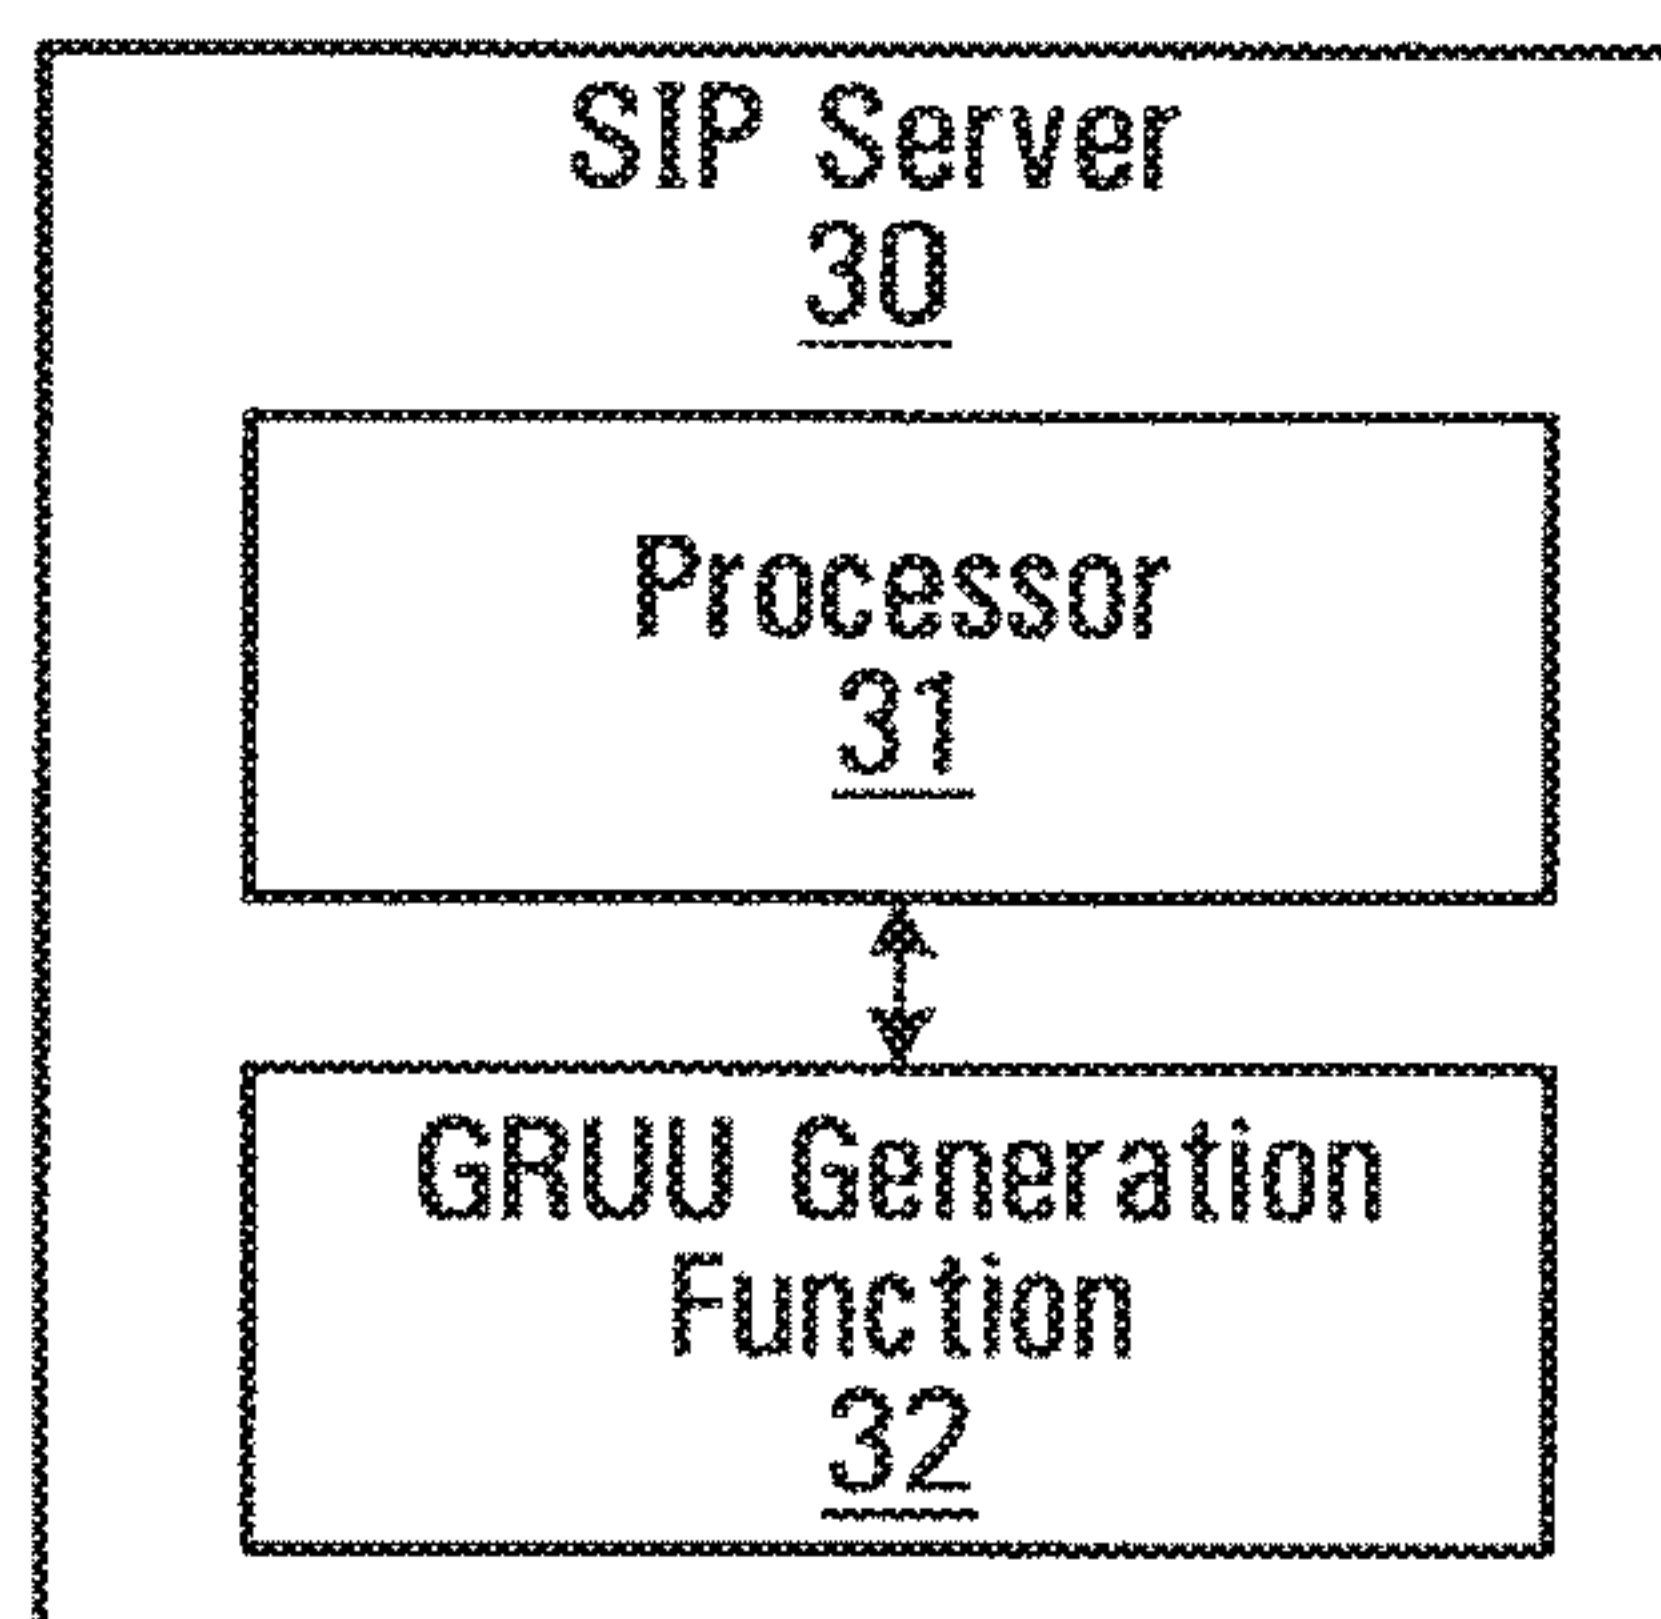 SIP Server
30
Processor
31
GRUU Generation
Function
32